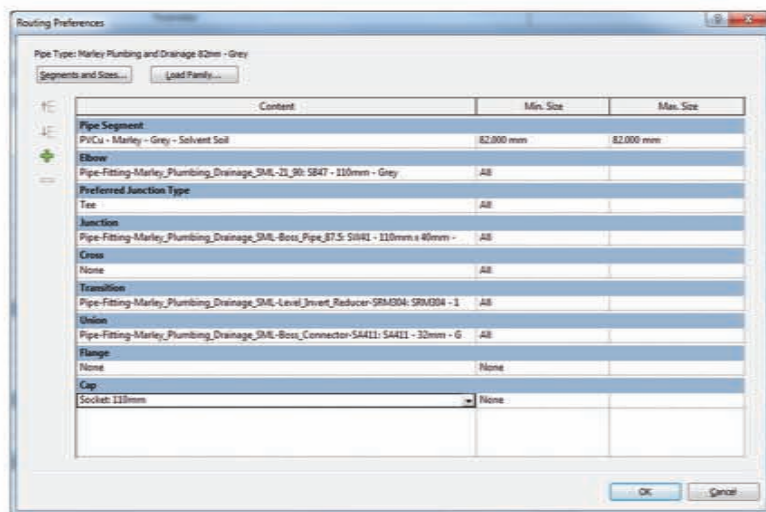 Routing Preferences
Pipe Type: Marley Plumbing and Drainage 82mm - Grey
Segments and Sizes... Load Family...
Content Min. Size Max. Size
Pipe Segment
PVCu - Marley - Grey - Solvent Soil 82.000 mm 82.000 mm
Elbow
Pipe-Fitting-Marley_Plumbing_Drainage_SML-21_90: SB47 - 110mm - Grey All
Preferred Junction Type
Tee All
Junction
Pipe-Fitting-Marley_Plumbing_Drainage_SML-Boss_Pipe_87.5: SW41 - 110mm x 40mm - All
Cross
None All
Transition
Pipe-Fitting-Marley_Plumbing_Drainage_SML-Level_Invert_Reducer-SRM304: SRM304 - 1 All
Union
Pipe-Fitting-Marley_Plumbing_Drainage_SML-Boss_Connector-SA411: SA411 - 32mm - G All
Flange
None None
Cap
Socket: 110mm None
OK Cancel